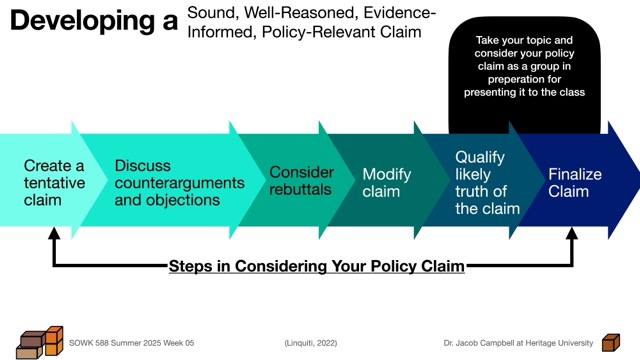 Developing a
Sound, Well-Reasoned, Evidence-
Informed, Policy-Relevant Claim
Take your topic and
consider your policy
claim as a group in
preperation for
presenting it to the class
Create a
tentative
claim
Discuss
counterarguments
and objections
Consider
rebuttals
Modify
claim
Qualify
likely
truth of
the claim
Finalize
Claim
Steps in Considering Your Policy Claim
SOWK 588 Summer 2025 Week 05
(Linquiti, 2022)
Dr. Jacob Campbell at Heritage University